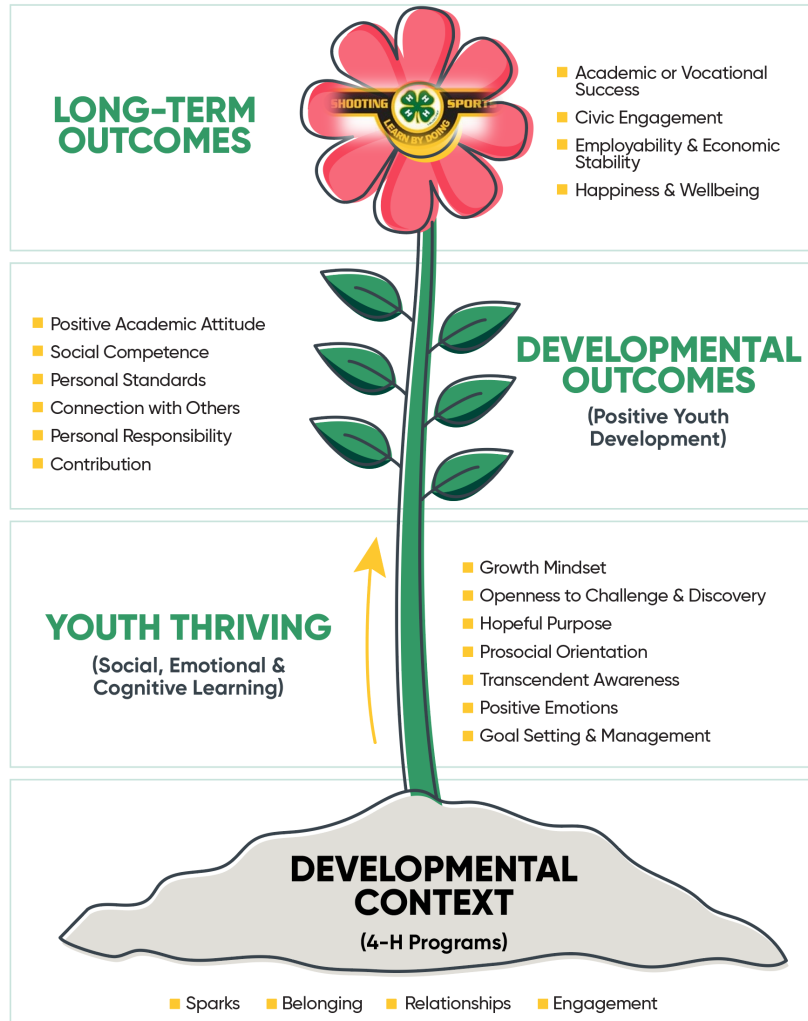 LONG-TERM
OUTCOMES
SHOOTING SPORTS
LEARN BY DOING
H H H H
Academic or Vocational
Success
Civic Engagement
Employability & Economic
Stability
Happiness & Wellbeing
Positive Academic Attitude
Social Competence
Personal Standards
Connection with Others
Personal Responsibility
Contribution
DEVELOPMENTAL
OUTCOMES
(Positive Youth
Development)
YOUTH THRIVING
(Social, Emotional &
Cognitive Learning)
Growth Mindset
Openness to Challenge & Discovery
Hopeful Purpose
Prosocial Orientation
Transcendent Awareness
Positive Emotions
Goal Setting & Management
DEVELOPMENTAL
CONTEXT
(4-H Programs)
Sparks Belonging Relationships Engagement